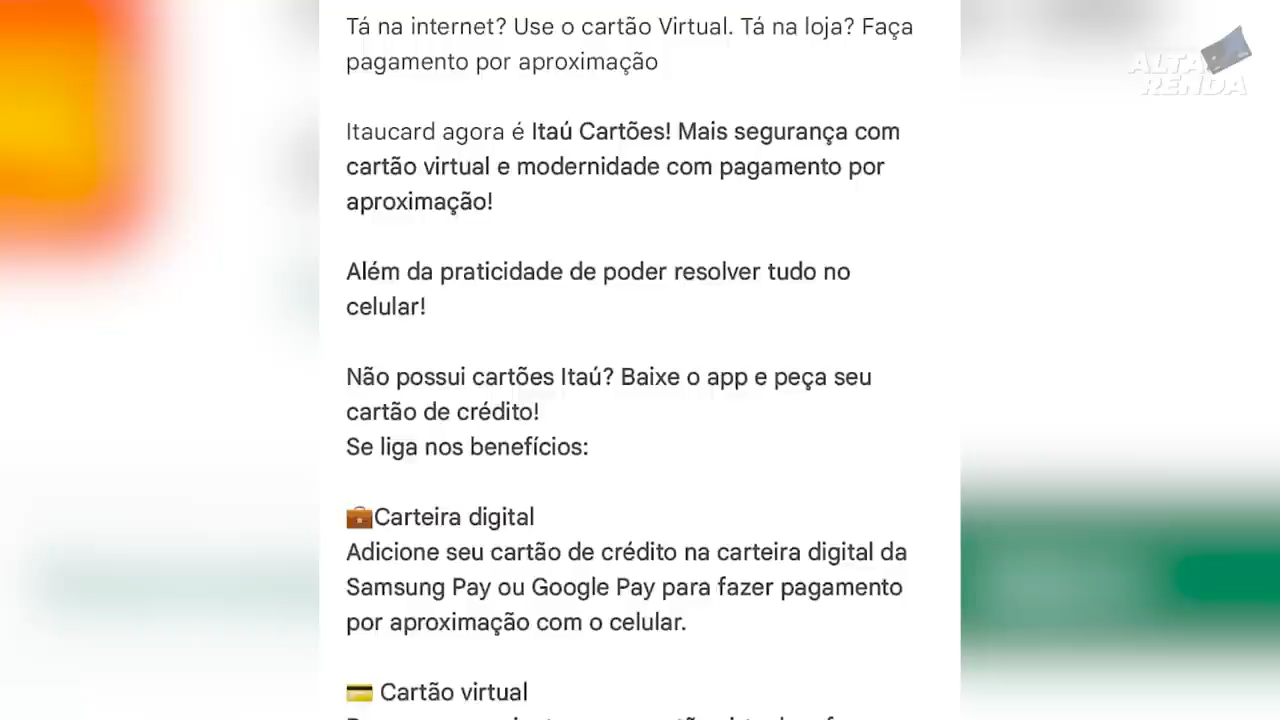 Tá na internet? Use o cartão Virtual. Tá na loja? Faça
pagamento por aproximação
Itaucard agora é Itaú Cartões! Mais segurança com
cartão virtual e modernidade com pagamento por
aproximação!
Além da praticidade de poder resolver tudo no
celular!
Não possui cartões Itaú? Baixe o app e peça seu
cartão de crédito!
Se liga nos benefícios:
💼Carteira digital
Adicione seu cartão de crédito na carteira digital da
Samsung Pay ou Google Pay para fazer pagamento
por aproximação com o celular.
💳 Cartão virtual
ALTA
RENDA